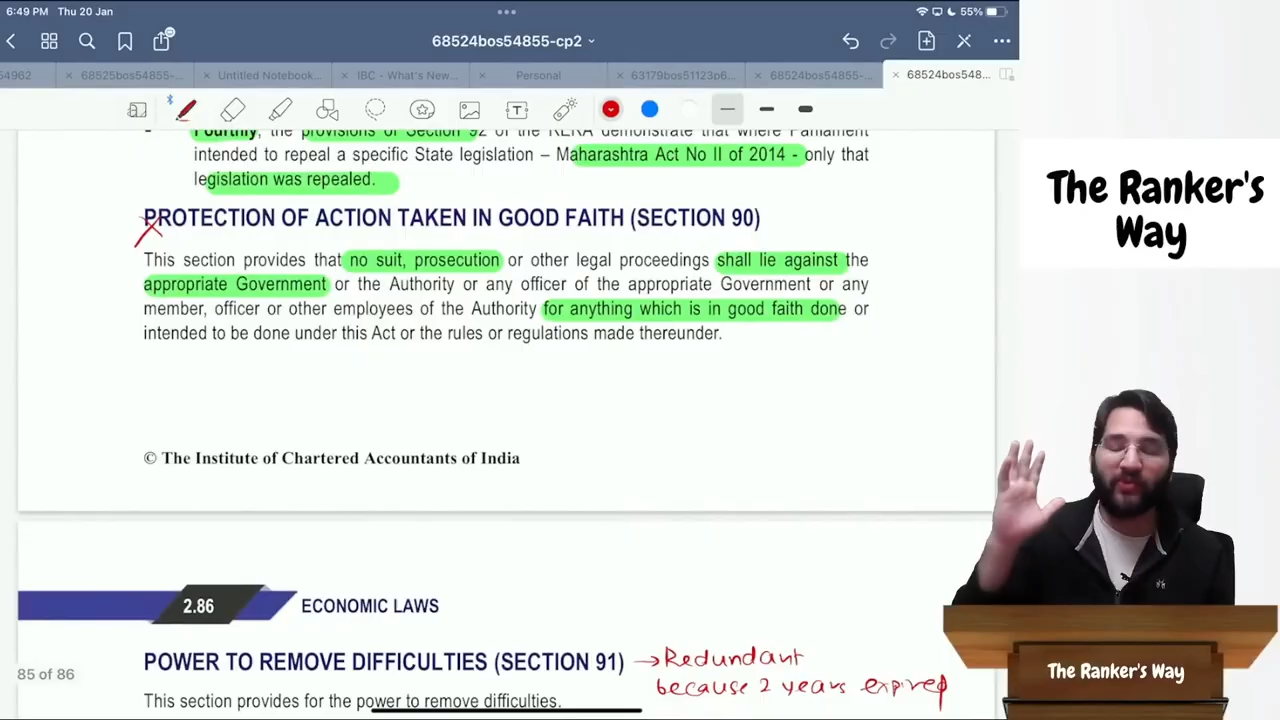 6:49 PM Thu 20 Jan
55%
68524bos54855-cp2
54962
68525bos54855-...
Untitled Notebook...
IBC - What's New...
Personal
63179bos51123p6...
68524bos54855-...
68524bos548...
Fourthly, the provisions of Section 92 of the RERA demonstrate that where Parliament
intended to repeal a specific State legislation – Maharashtra Act No II of 2014 - only that
legislation was repealed.
PROTECTION OF ACTION TAKEN IN GOOD FAITH (SECTION 90)
This section provides that no suit, prosecution or other legal proceedings shall lie against the
appropriate Government or the Authority or any officer of the appropriate Government or any
member, officer or other employees of the Authority for anything which is in good faith done or
intended to be done under this Act or the rules or regulations made thereunder.
© The Institute of Chartered Accountants of India
2.86
ECONOMIC LAWS
POWER TO REMOVE DIFFICULTIES (SECTION 91) →Redundant
because 2 years expired
85 of 86
This section provides for the power to remove difficulties.
The Ranker's
Way
The Ranker's Way